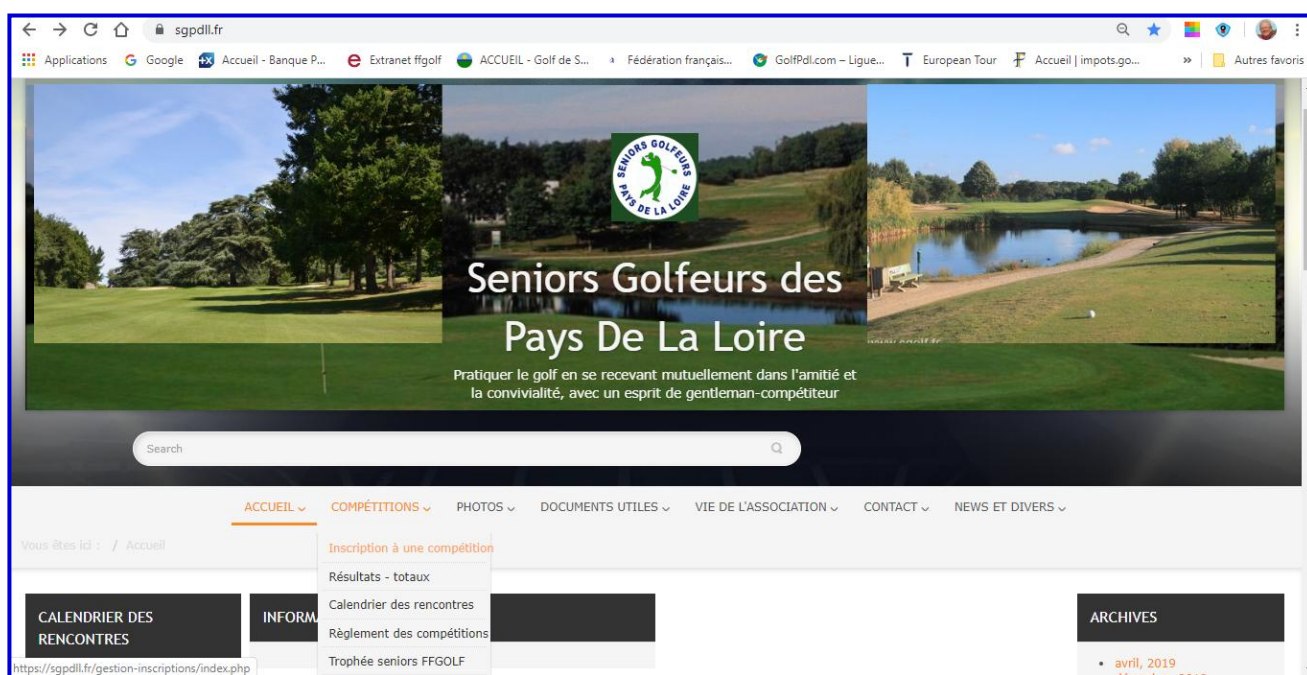 sgpdll.fr
Applications Google Accueil - Banque P... Extranet ffgolf ACCUEIL - Golf de S... Fédération français... GolfPdl.com – Ligue... European Tour Accueil | impots.go... » Autres favoris
SENIORS GOLFEURS
PAYS DE LA LOIRE
Seniors Golfeurs des
Pays De La Loire
Pratiquer le golf en se recevant mutuellement dans l'amitié et
la convivialité, avec un esprit de gentleman-compétiteur
Search
ACCUEIL COMPÉTITIONS PHOTOS DOCUMENTS UTILES VIE DE L'ASSOCIATION CONTACT NEWS ET DIVERS
Vous êtes ici : / Accueil
Inscription à une compétition
Résultats - totaux
Calendrier des rencontres
Règlement des compétitions
Trophée seniors FFGOLF
CALENDRIER DES
RENCONTRES
INFORM
ARCHIVES
avril, 2019
https://sgpdll.fr/gestion-inscriptions/index.php